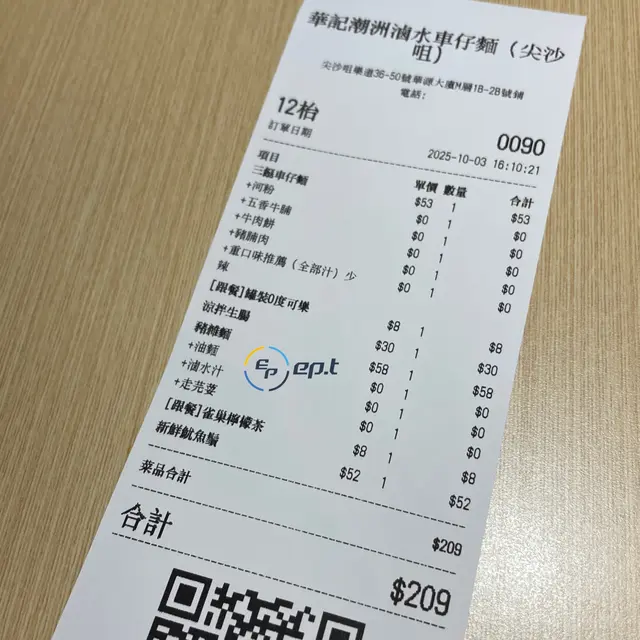 華記潮洲滷水車仔麵（尖沙
咀）
尖沙咀樂道36-50號華源大廈M層1B-2B號鋪
電話:
12枱
0090
訂單日期
2025-10-03 16:10:21
項目 單價 數量 合計
三餸車仔麵 $53 1 $53
+河粉 $0 1 $0
+五香牛腩 $0 1 $0
+牛肉餅 $0 1 $0
+豬腩肉 $0 1 $0
+重口味推薦（全部汁）少
辣 $0 1 $0
[跟餐]罐裝0度可樂 $8 1 $8
涼拌生腸 $30 1 $30
豬雜麵 $58 1 $58
+油麵 $0 1 $0
+滷水汁 $0 1 $0
+走芫荽 $0 1 $0
[跟餐]雀巢檸檬茶 $8 1 $8
新鮮魷魚鬚 $52 1 $52
菜品合計 $209
合計 $209
EP ep.t